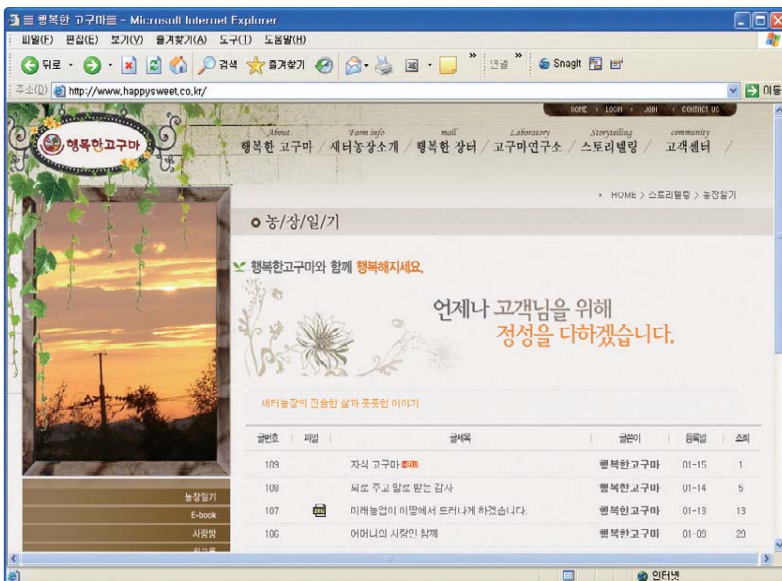 ≣ 행복한 고구마≣ - Microsoft Internet Explorer
파일(F) 편집(E) 보기(V) 즐겨찾기(A) 도구(T) 도움말(H)
뒤로 검색 즐겨찾기 연결 » SnagIt
주소(D) http://www.happysweet.co.kr/ 이동
HOME LOGIN JOIN CONTACT US
행복한고구마
About Farm info mall Laboratory Storytelling community
행복한 고구마 / 새터농장소개 / 행복한 장터 / 고구마연구소 / 스토리텔링 / 고객센터 /
HOME > 스토리텔링 > 농장일기
농/장/일/기
행복한고구마와 함께 행복해지세요.
언제나 고객님을 위해
정성을 다하겠습니다.
새터농장의 진솔한 삶과 풋풋한 이야기
글번호 | 파일 | 글제목 | 글쓴이 | 등록일 | 조회
109 자식 고구마 행복한고구마 01-15 1
108 되로 주고 말로 받는 감사 행복한고구마 01-14 5
107 미래농업이 이땅에서 드러나게 하겠습니다. 행복한고구마 01-13 13
106 어머니의 사랑인 참깨 행복한고구마 01-09 29
농장일기
E-book
사랑방
인터넷